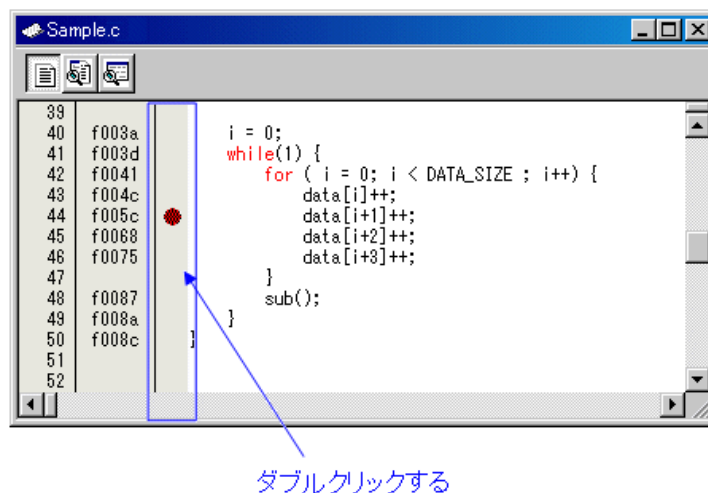 Sample.c
39
40 f003a i = 0;
41 f003d while(1) {
42 f0041 for ( i = 0; i < DATA_SIZE ; i++) {
43 f004c data[i]++;
44 f005c data[i+1]++;
45 f0068 data[i+2]++;
46 f0075 data[i+3]++;
47 }
48 f0087 sub();
49 f008a }
50 f008c }
51
52
ダブルクリックする